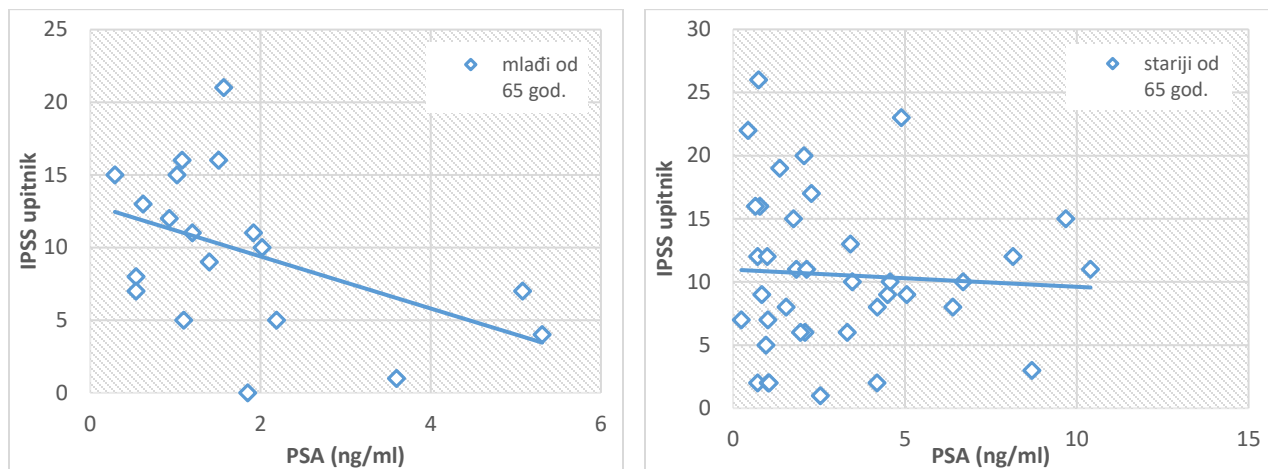 25
20
15
10
5
0
0 2 4 6
IPSS upitnik
PSA (ng/ml)
mlađi od
65 god.
30
25
20
15
10
5
0
0 5 10 15
IPSS upitnik
PSA (ng/ml)
stariji od
65 god.